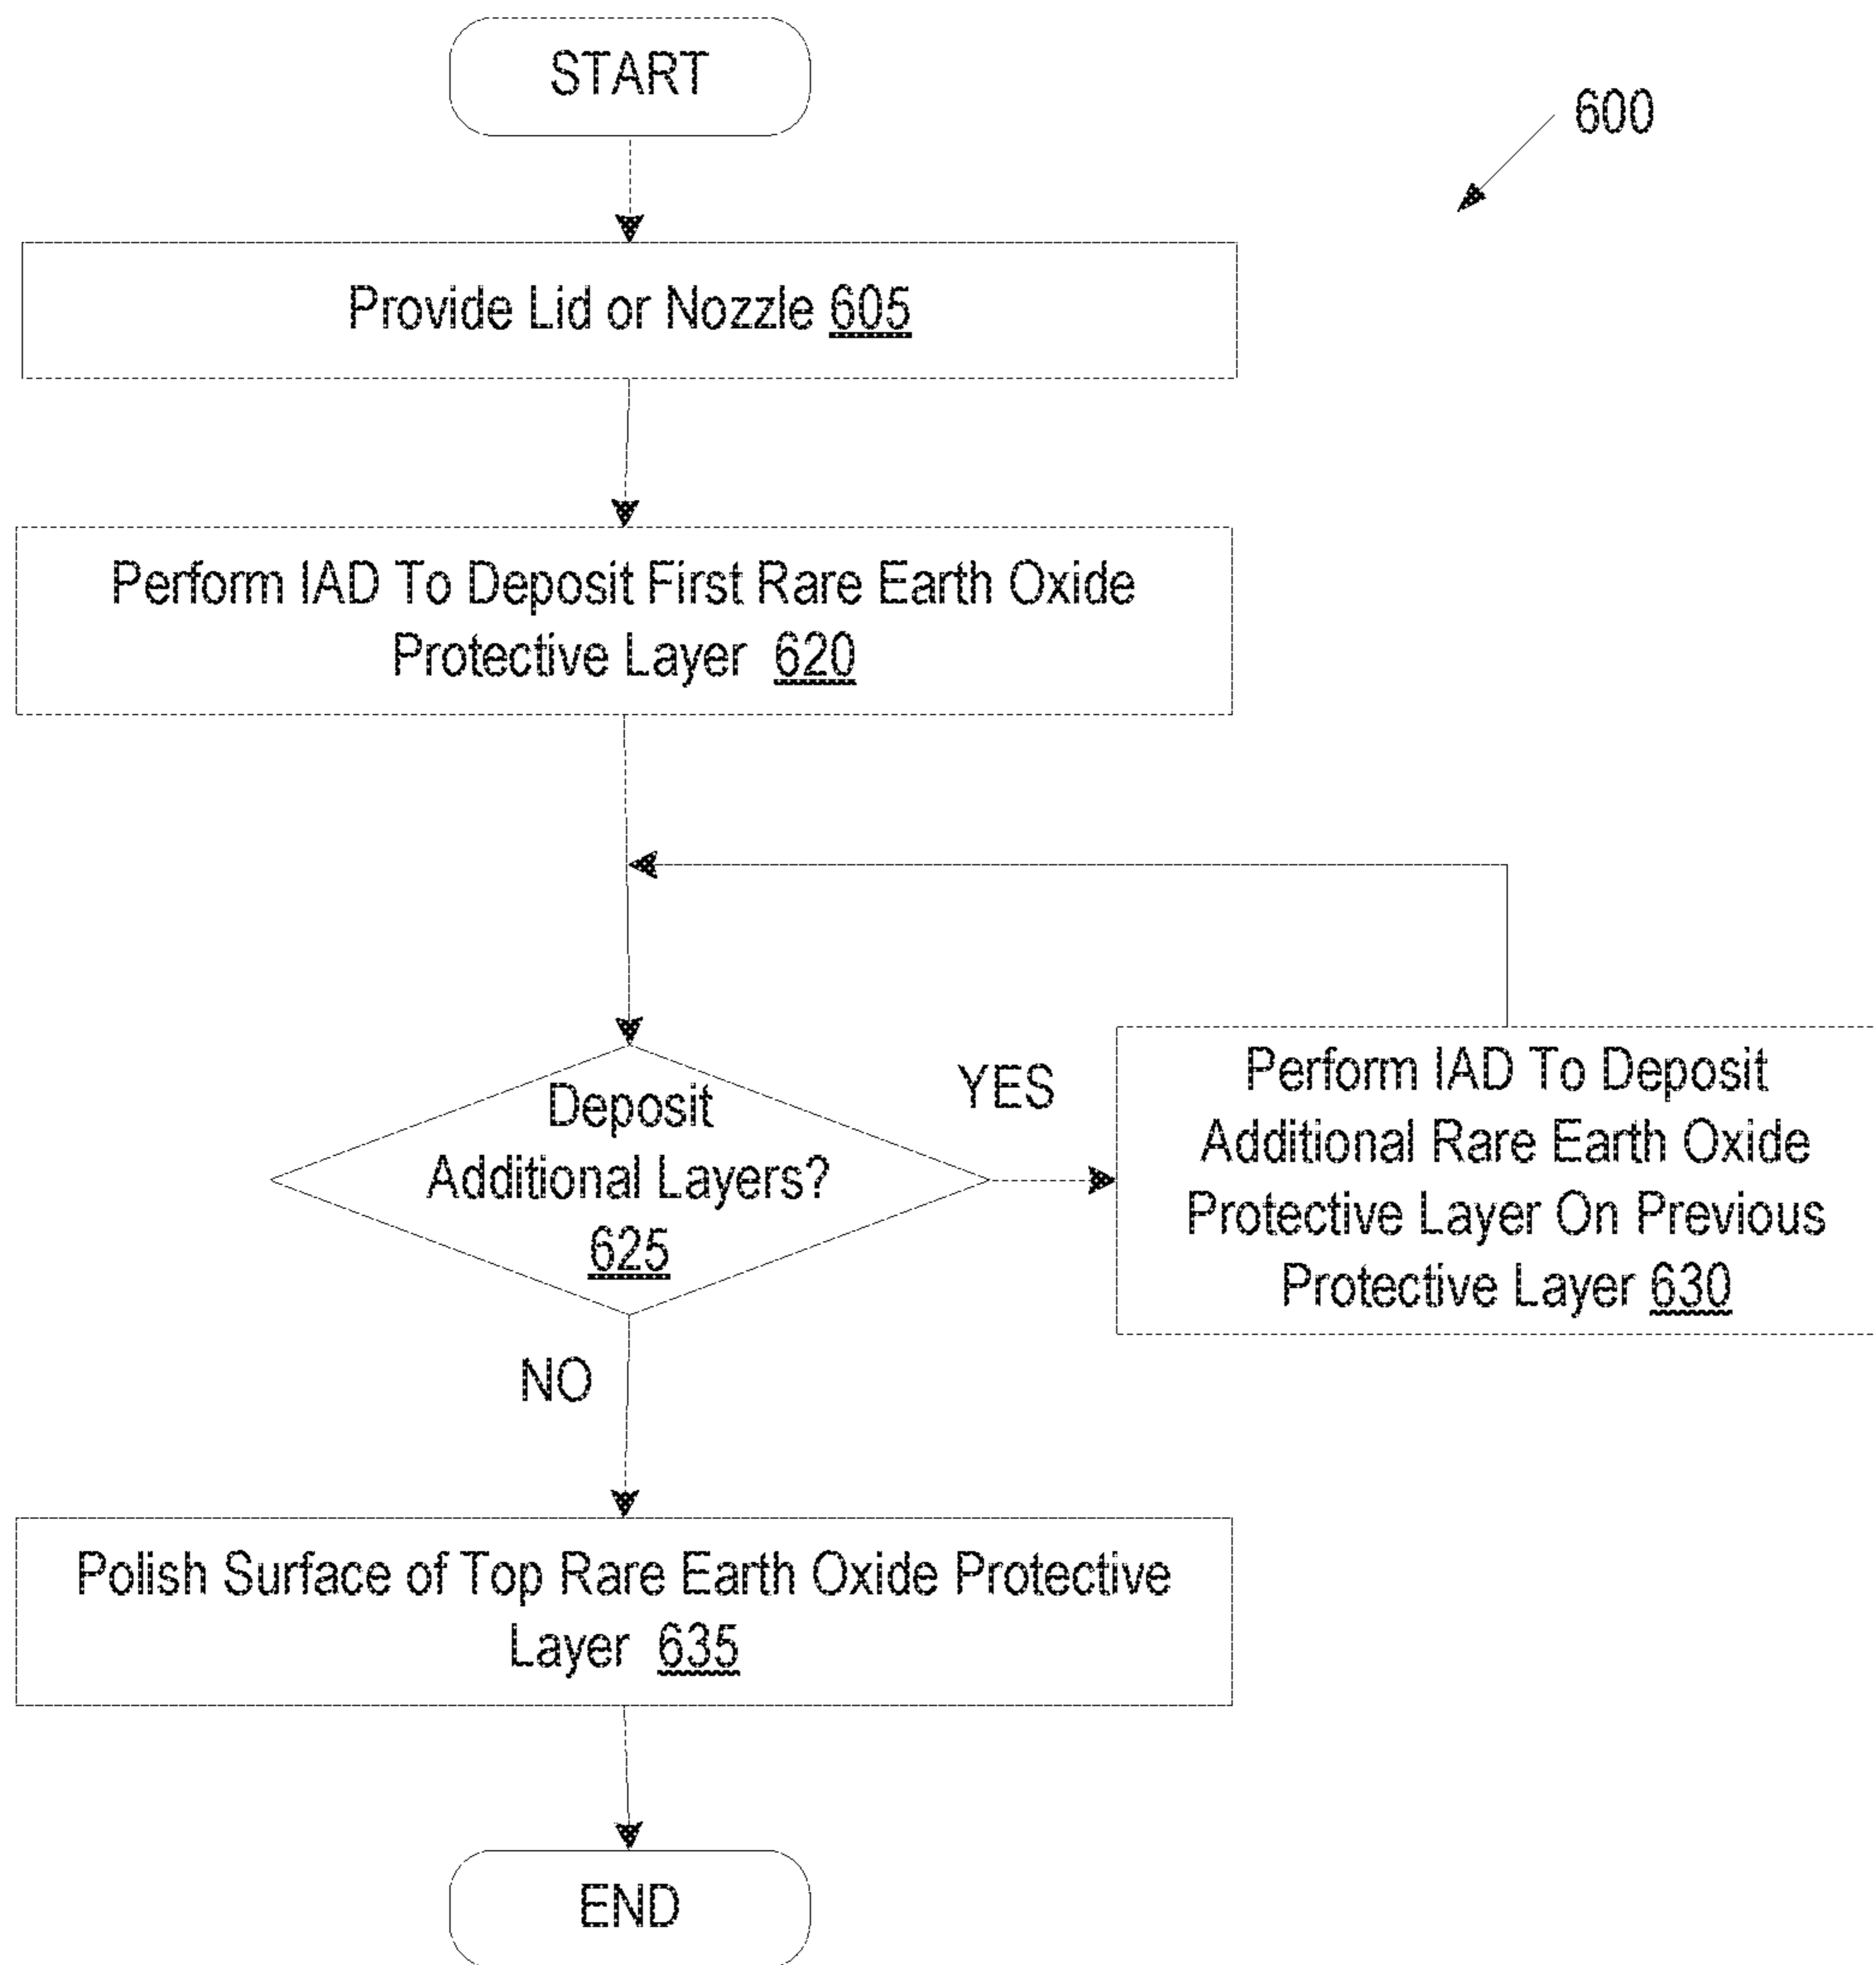 START
600
Provide Lid or Nozzle 605
Perform IAD To Deposit First Rare Earth Oxide
Protective Layer 620
Deposit
Additional Layers?
625
YES
Perform IAD To Deposit
Additional Rare Earth Oxide
Protective Layer On Previous
Protective Layer 630
NO
Polish Surface of Top Rare Earth Oxide Protective
Layer 635
END